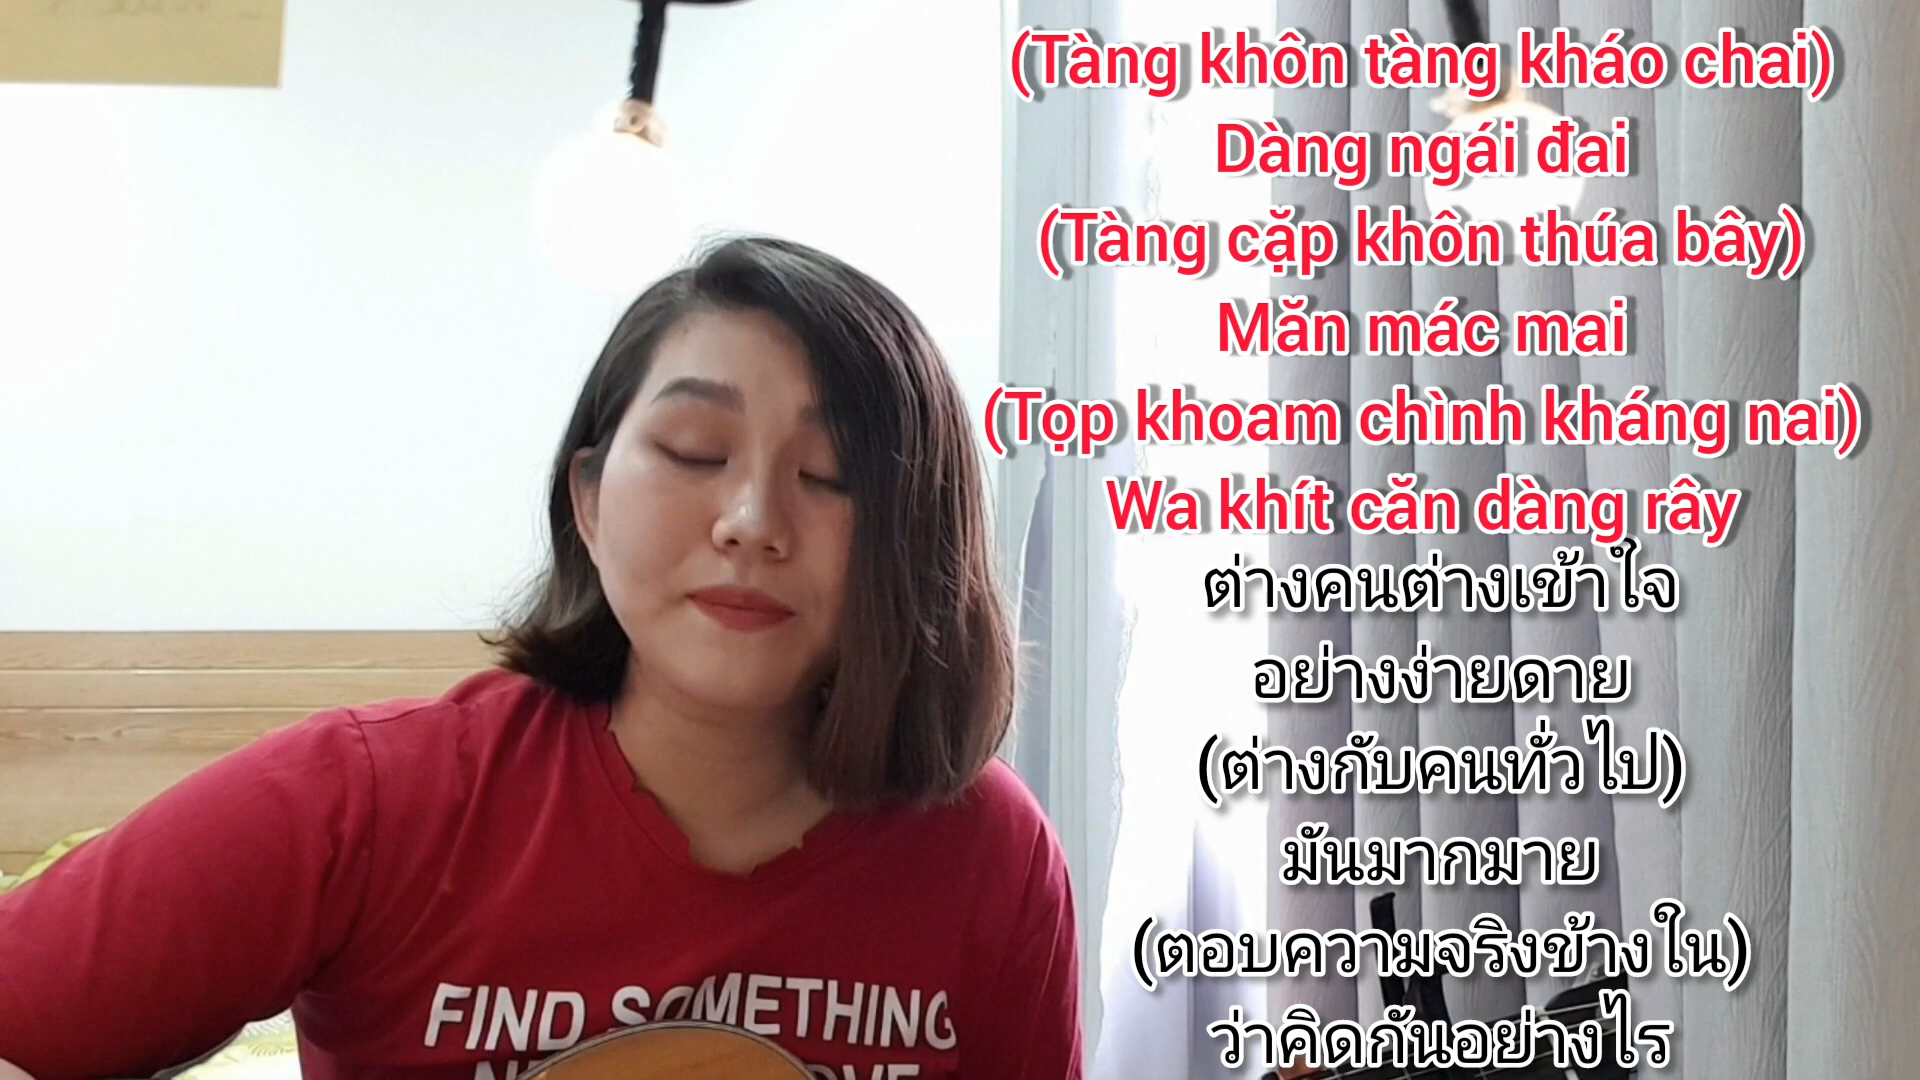 (Tàng khôn tàng kháo chai)
Dàng ngái đai
(Tàng cặp khôn thúa bây)
Măn mác mai
(Tọp khoam chình kháng nai)
Wa khít căn dàng rây
ต่างคนต่างเข้าใจ
อย่างง่ายดาย
(ต่างกับคนทั่วไป)
มันมากมาย
(ตอบความจริงข้างใน)
ว่าคิดกันอย่างไร
FIND SOMETHING